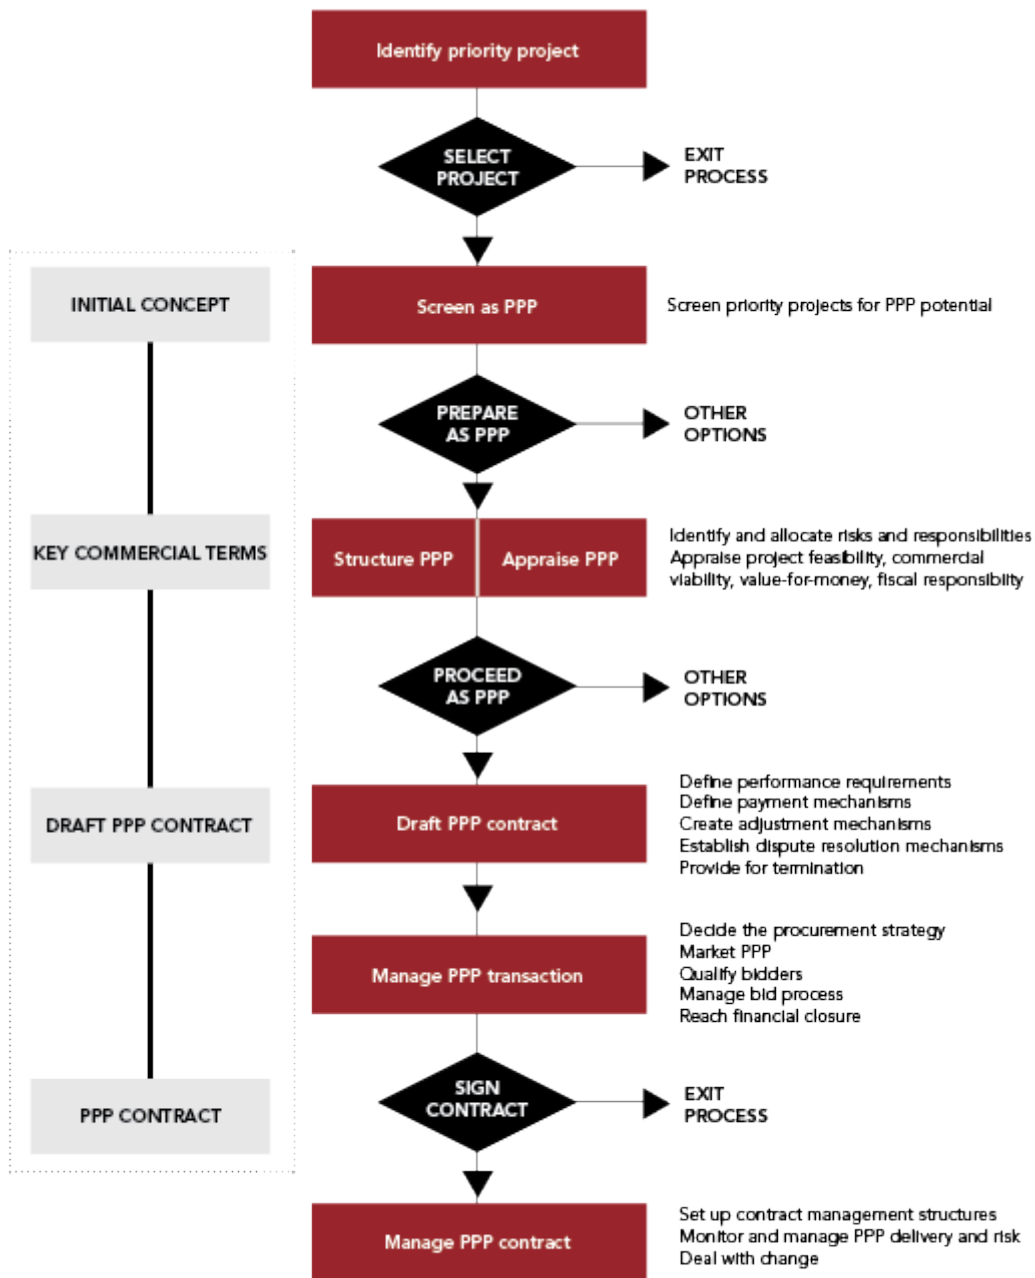 Identify priority project
SELECT
PROJECT
EXIT
PROCESS
INITIAL CONCEPT
Screen as PPP
Screen priority projects for PPP potential
PREPARE
AS PPP
OTHER
OPTIONS
KEY COMMERCIAL TERMS
Structure PPP
Appraise PPP
Identify and allocate risks and responsibilities
Appraise project feasibility, commercial
viability, value-for-money, fiscal responsiblity
PROCEED
AS PPP
OTHER
OPTIONS
DRAFT PPP CONTRACT
Draft PPP contract
Define performance requirements
Define payment mechanisms
Create adjustment mechanisms
Establish dispute resolution mechanisms
Provide for termination
Manage PPP transaction
Decide the procurement strategy
Market PPP
Qualify bidders
Manage bid process
Reach financial closure
SIGN
CONTRACT
EXIT
PROCESS
PPP CONTRACT
Manage PPP contract
Set up contract management structures
Monitor and manage PPP delivery and risk
Deal with change